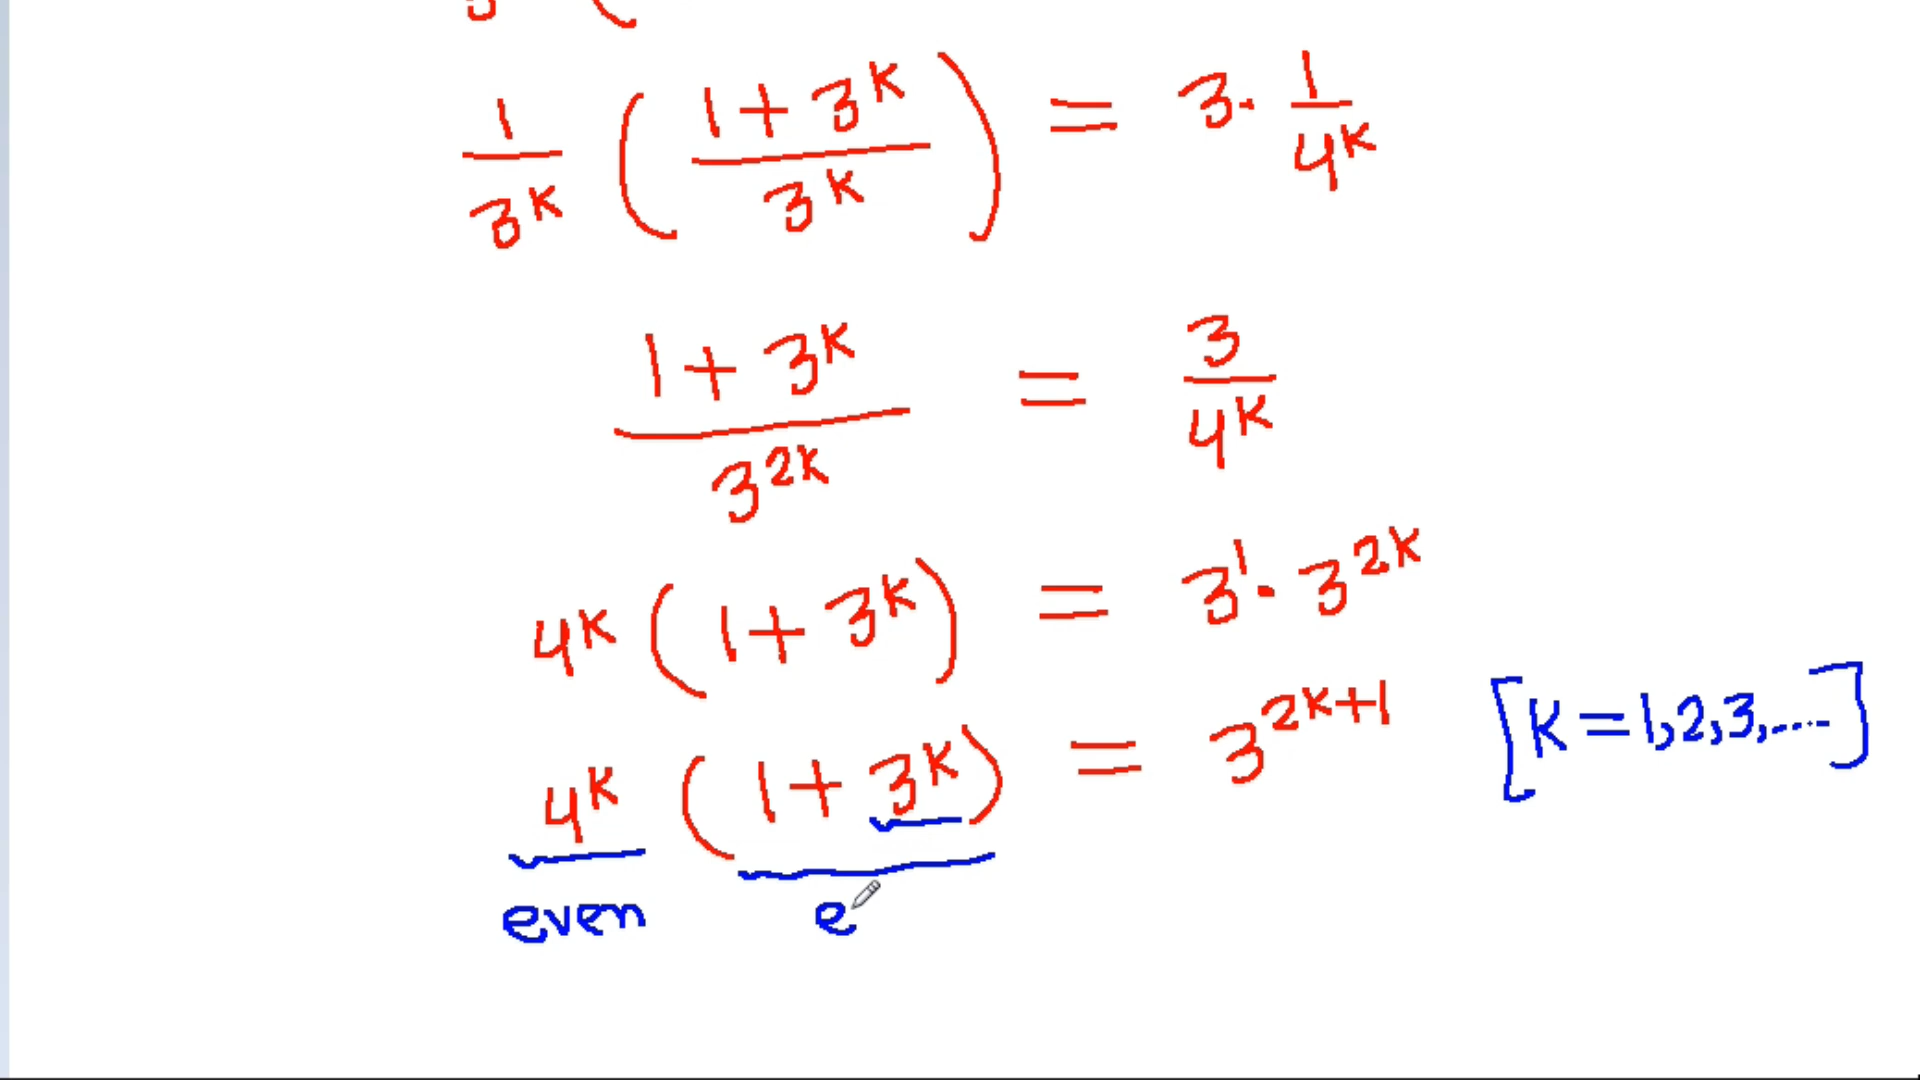 1/3^k ( (1 + 3^k)/3^k ) = 3 · 1/4^k
(1 + 3^k)/3^{2k} = 3/4^k
4^k ( 1 + 3^k ) = 3^1 · 3^{2k}
4^k ( 1 + 3^k ) = 3^{2k+1} [K = 1,2,3,....]
even e